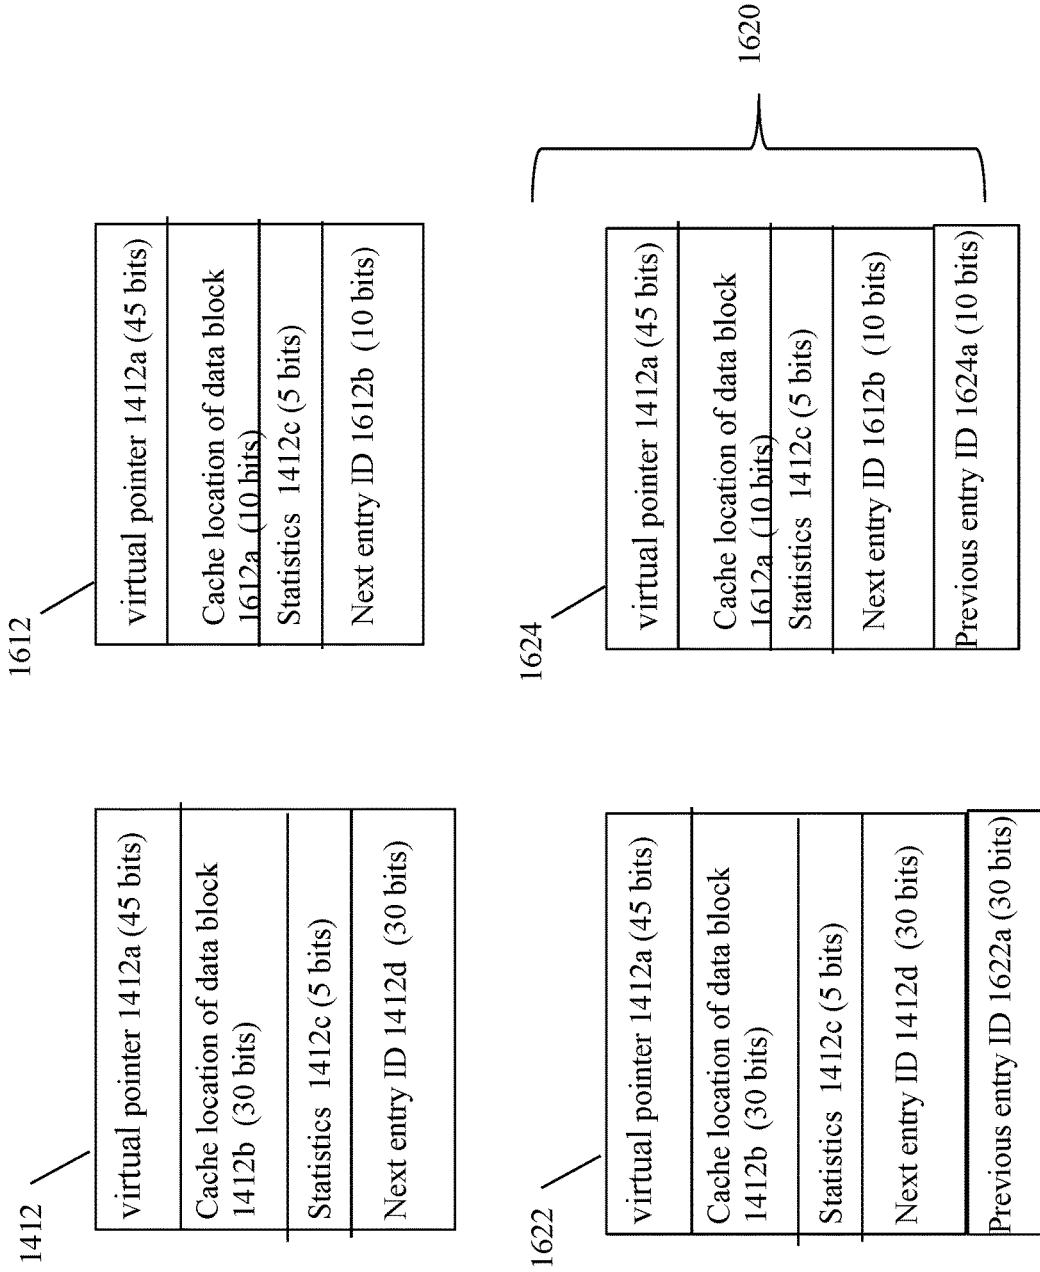 1412
virtual pointer 1412a (45 bits)
Cache location of data block
1412b (30 bits)
Statistics 1412c (5 bits)
Next entry ID 1412d (30 bits)
1612
virtual pointer 1412a (45 bits)
Cache location of data block
1612a (10 bits)
Statistics 1412c (5 bits)
Next entry ID 1612b (10 bits)
1622
virtual pointer 1412a (45 bits)
Cache location of data block
1412b (30 bits)
Statistics 1412c (5 bits)
Next entry ID 1412d (30 bits)
Previous entry ID 1622a (30 bits)
1624
virtual pointer 1412a (45 bits)
Cache location of data block
1612a (10 bits)
Statistics 1412c (5 bits)
Next entry ID 1612b (10 bits)
Previous entry ID 1624a (10 bits)
1620